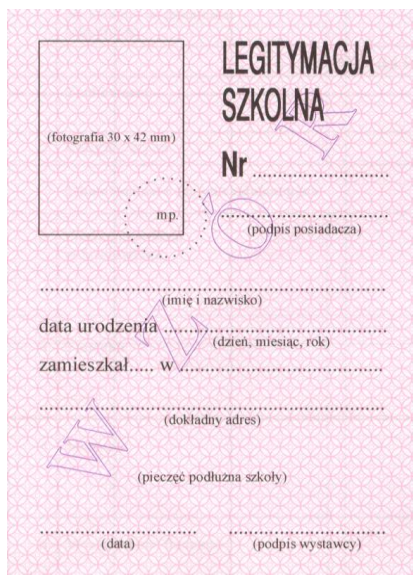 LEGITYMACJA
SZKOLNA
(fotografia 30 x 42 mm)
Nr ........................
mp.
(podpis posiadacza)
(imię i nazwisko)
data urodzenia ........................
(dzień, miesiąc, rok)
zamieszkał..... w ........................
(dokładny adres)
(pieczęć podłużna szkoły)
(data) (podpis wystawcy)
WZÓR